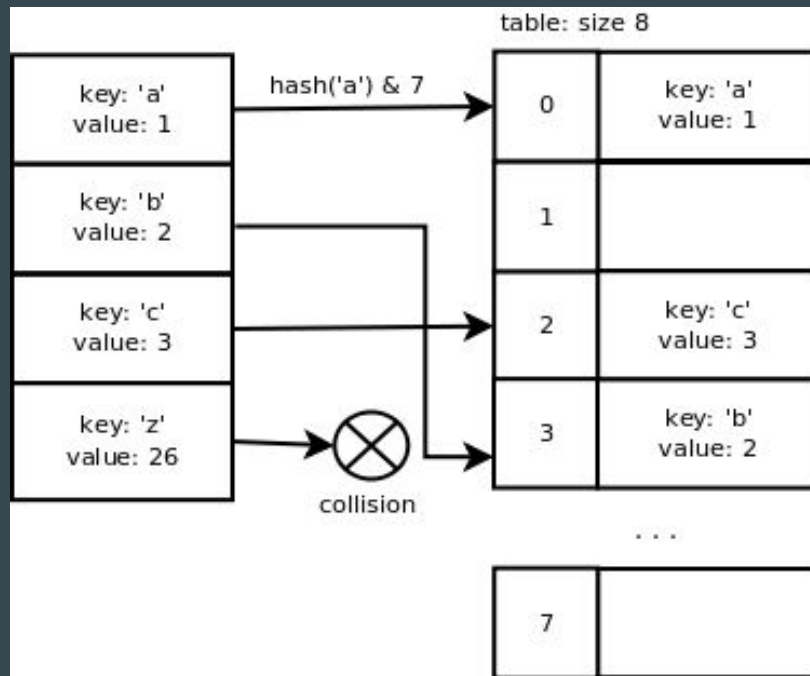 table: size 8
key: 'a'
value: 1
hash('a') & 7
0
key: 'a'
value: 1
key: 'b'
value: 2
1
key: 'c'
value: 3
2
key: 'c'
value: 3
key: 'z'
value: 26
collision
3
key: 'b'
value: 2
. . .
7